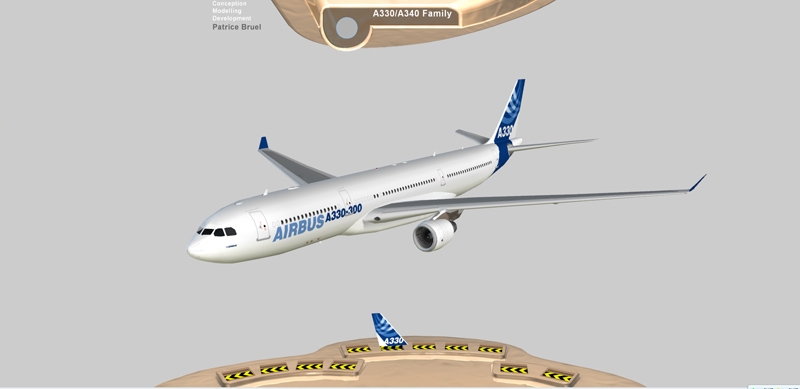 Conception
Modelling
Development
Patrice Bruel
A330/A340 Family
A330
AIRBUS A330-300
A330